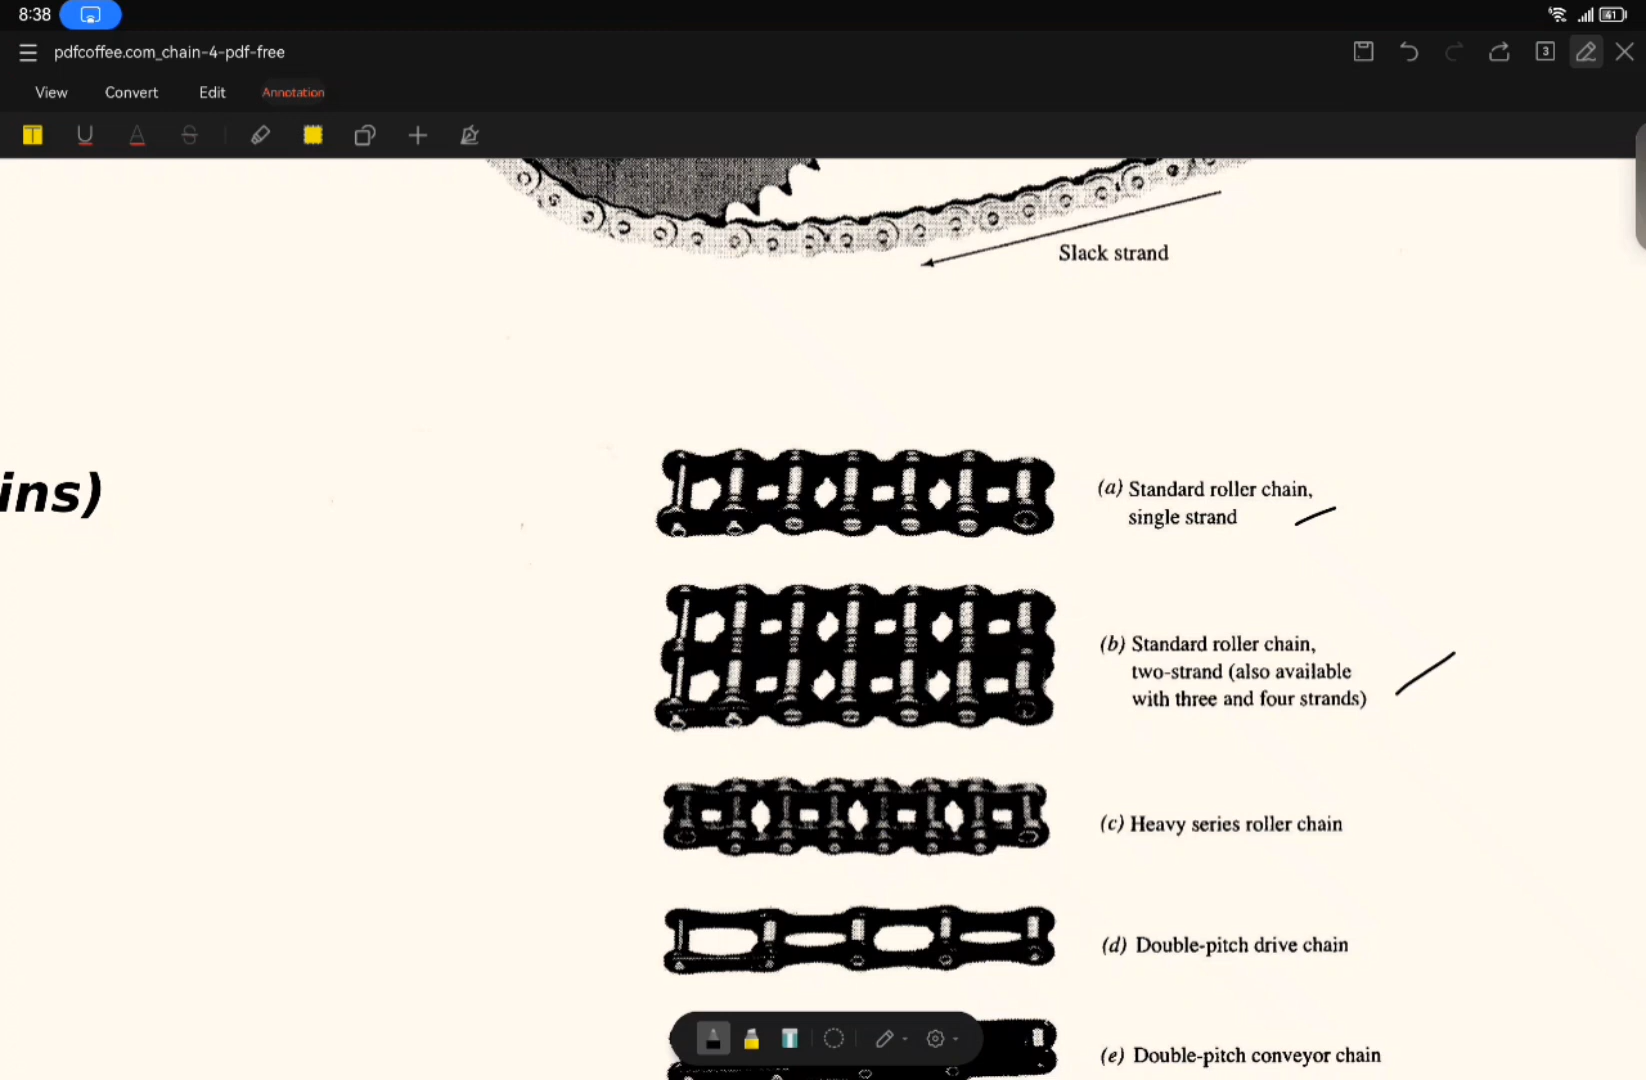 8:38
41
pdfcoffee.com_chain-4-pdf-free
3
View Convert Edit Annotation
T U A S
Slack strand
ins)
(a) Standard roller chain,
single strand
(b) Standard roller chain,
two-strand (also available
with three and four strands)
(c) Heavy series roller chain
(d) Double-pitch drive chain
(e) Double-pitch conveyor chain